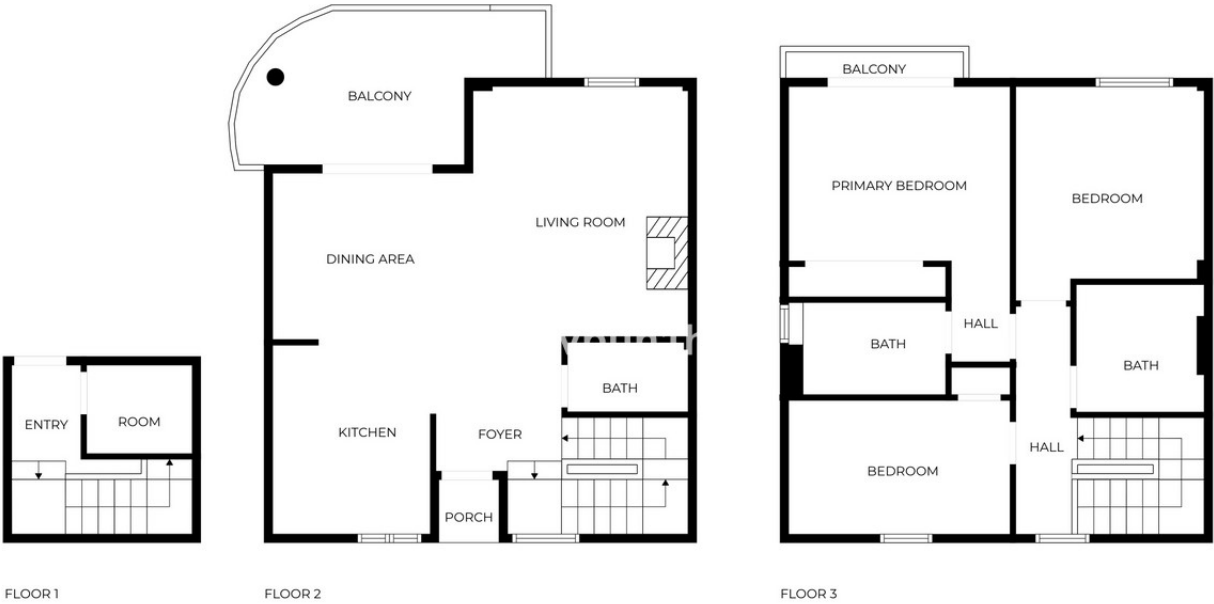 BALCONY
LIVING ROOM
DINING AREA
ENTRY
ROOM
KITCHEN
FOYER
BATH
PORCH
BALCONY
PRIMARY BEDROOM
BEDROOM
HALL
BATH
BATH
HALL
BEDROOM
FLOOR 1
FLOOR 2
FLOOR 3